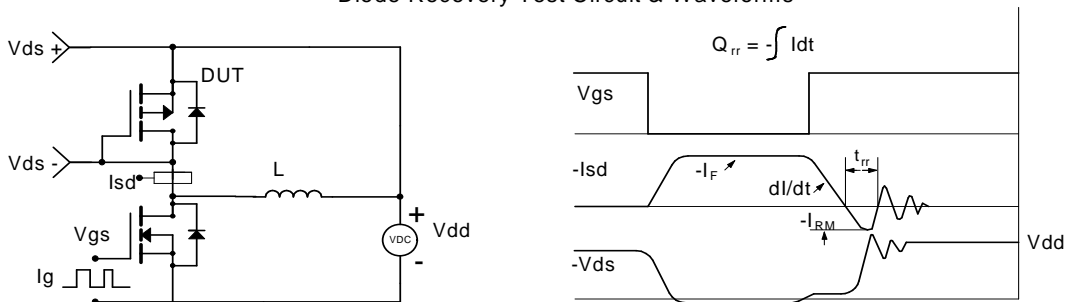 Diode Recovery Test Circuit & Waveforms
Vds +
DUT
Vds -
Isd
L
Vgs
Ig
+
VDC
-
Vdd
Q rr = -∫ Idt
Vgs
-Isd
-I F
dI/dt
t rr
-I RM
-Vds
Vdd